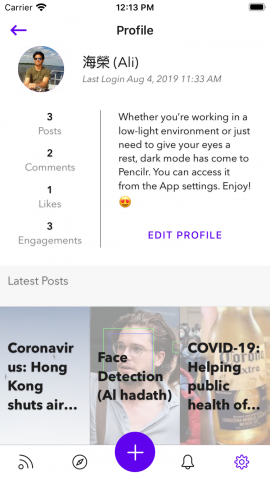 Carrier 12:13 PM
Profile
海榮 (Ali)
Last Login Aug 4, 2019 11:33 AM
3
Posts
2
Comments
1
Likes
3
Engagements
Whether you're working in a
low-light environment or just
need to give your eyes a
rest, dark mode has come to
Pencilr. You can access it
from the App settings. Enjoy!
😍
EDIT PROFILE
Latest Posts
Coronavir
us: Hong
Kong
shuts air...
Face
Detection
(Al hadath)
COVID-19:
Helping
public
health of...
Corona
Extra